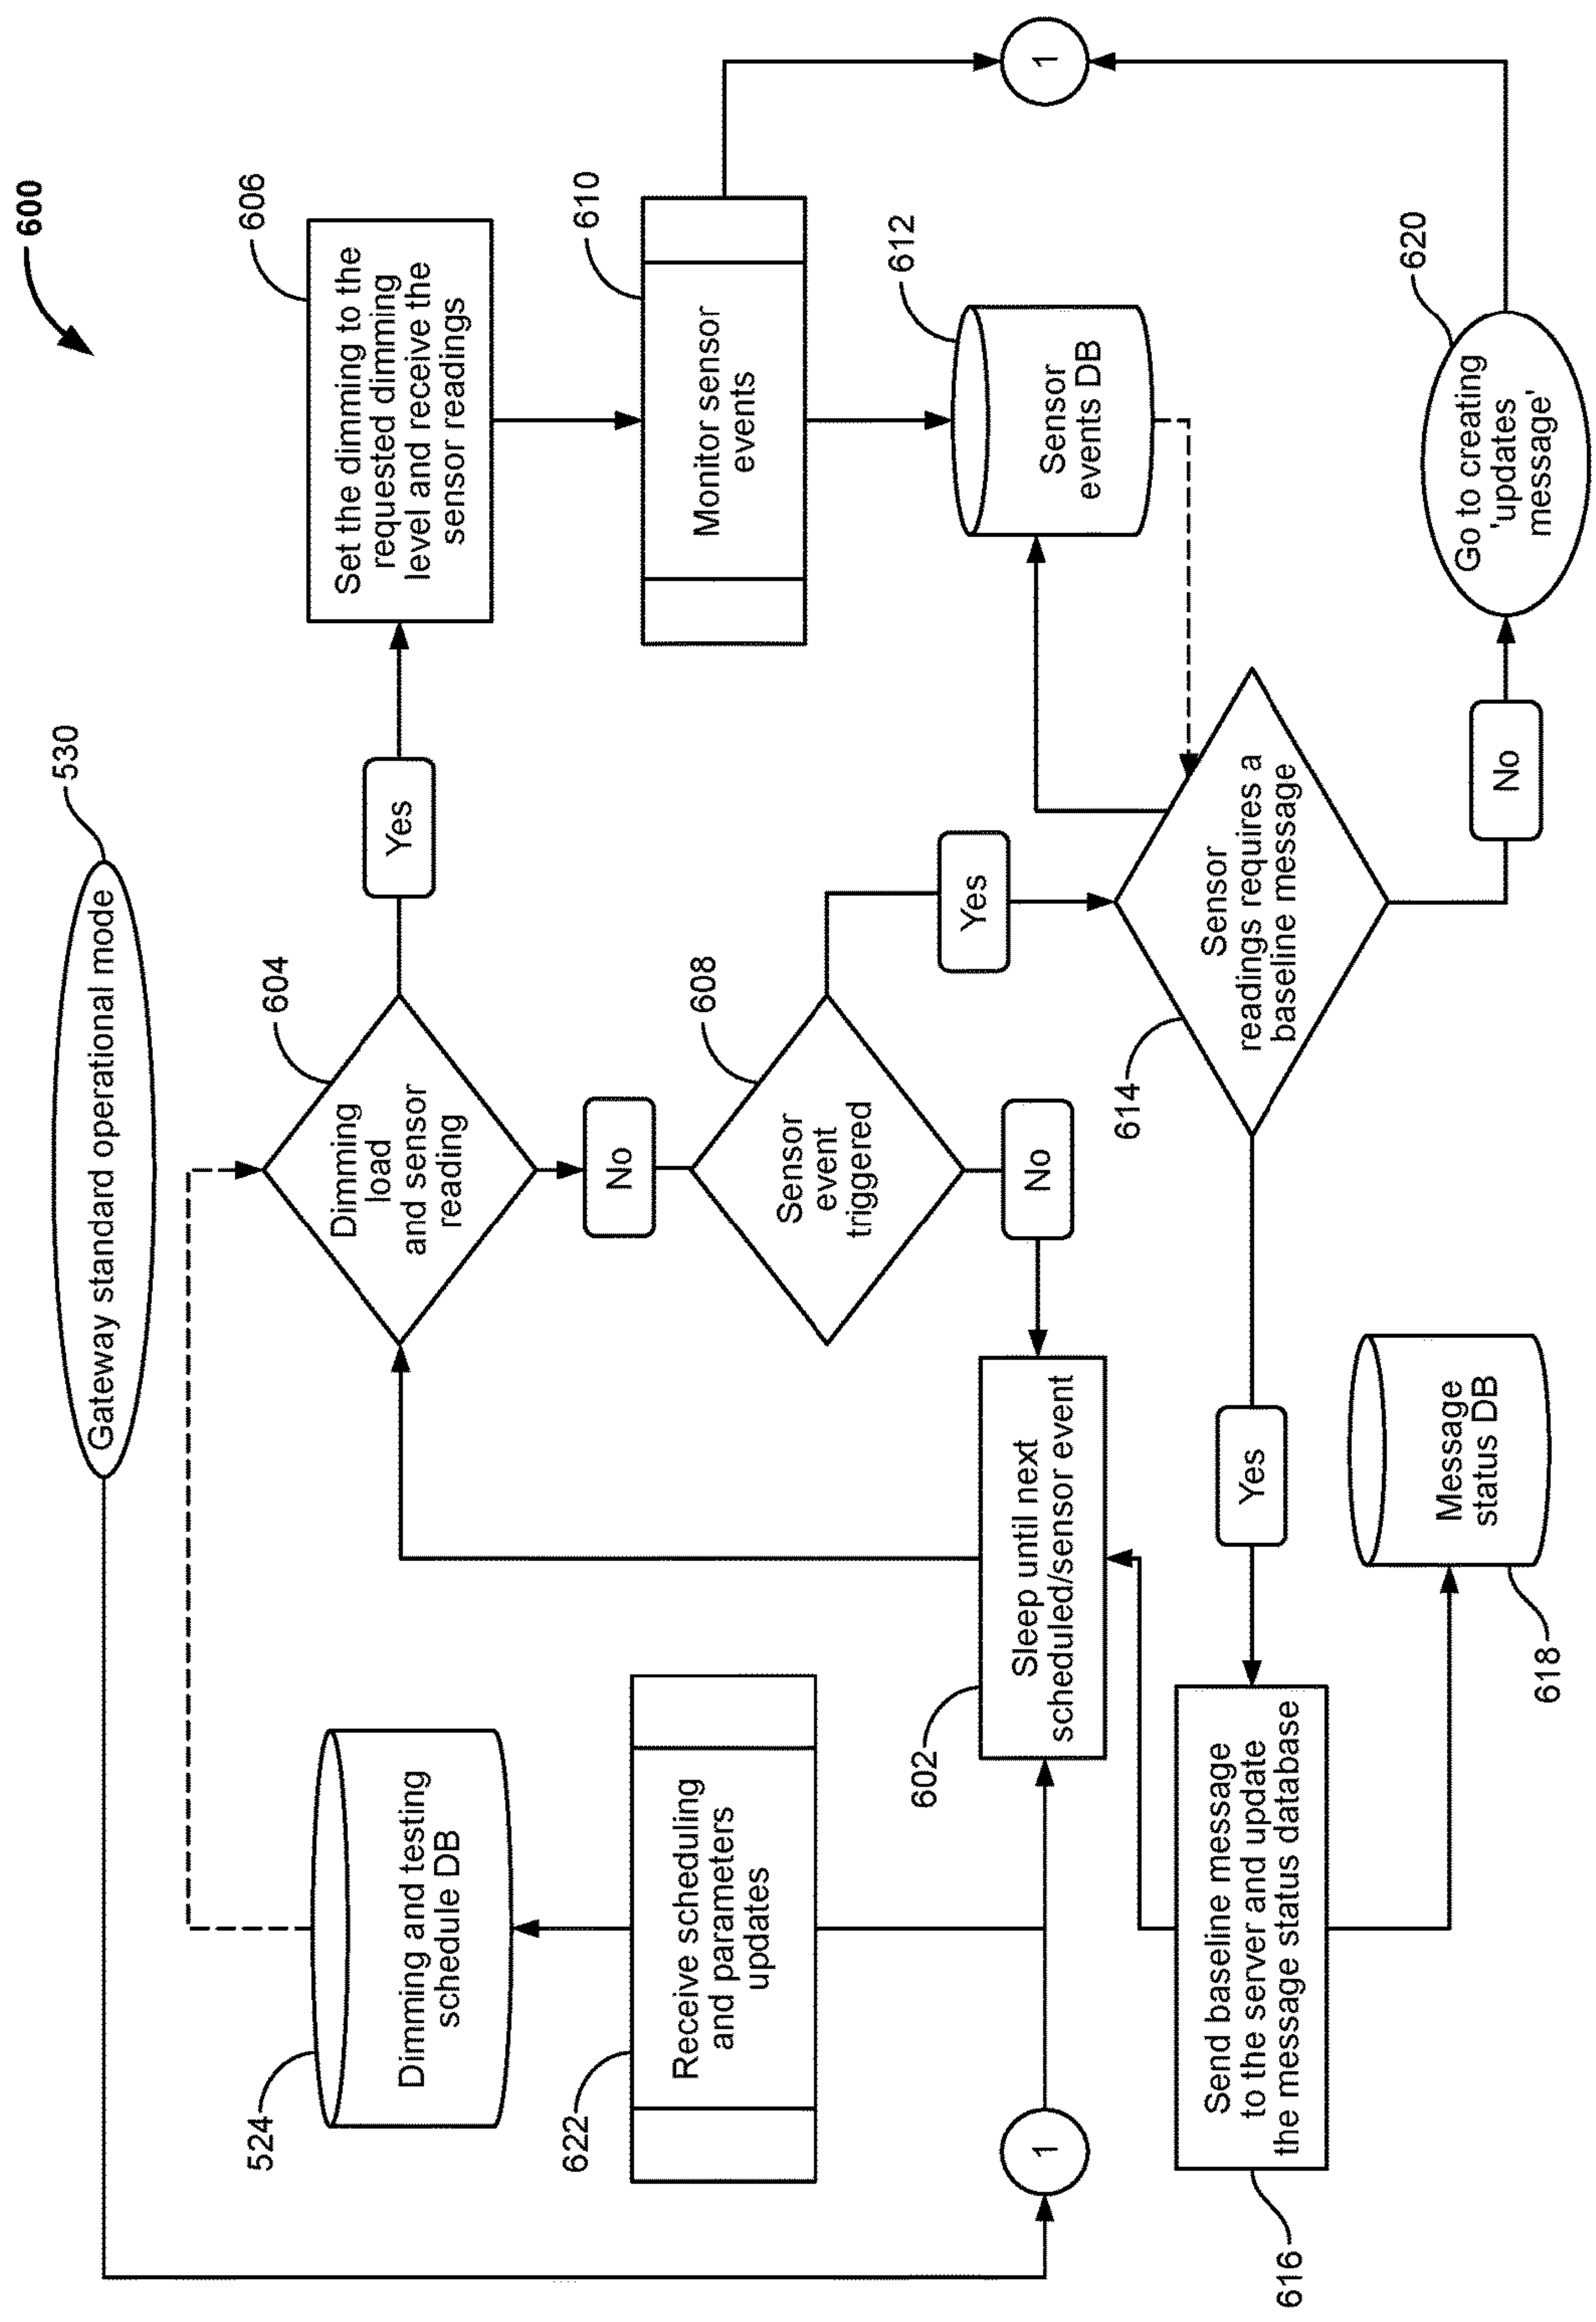 600
530
Gateway standard operational mode
524
Dimming and testing
schedule DB
604
Dimming
load
and sensor
reading
Yes
606
Set the dimming to the
requested dimming
level and receive the
sensor readings
622
Receive scheduling
and parameters
updates
No
608
Sensor
event
triggered
610
Monitor sensor
events
1
602
Sleep until next
scheduled/sensor event
No
Yes
612
Sensor
events DB
1
616
Send baseline message
to the server and update
the message status database
Yes
614
Sensor
readings requires a
baseline message
618
Message
status DB
No
620
Go to creating
'updates
message'